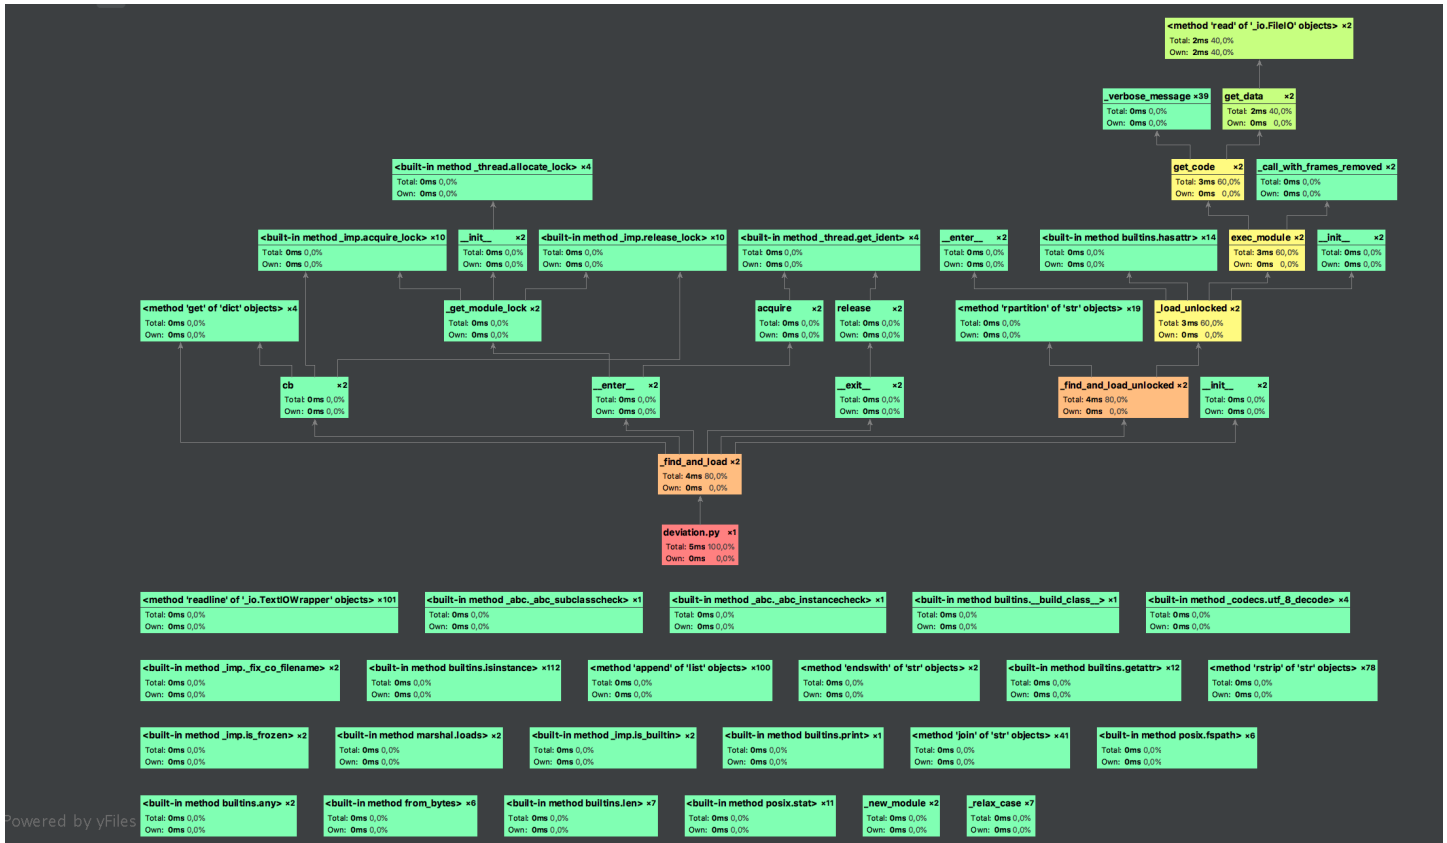 <method 'read' of '_io.FileIO' objects> ×2
Total: 2ms 40,0%
Own: 2ms 40,0%
_verbose_message ×39
Total: 0ms 0,0%
Own: 0ms 0,0%
get_data ×2
Total: 2ms 40,0%
Own: 0ms 0,0%
<built-in method _thread.allocate_lock> ×4
Total: 0ms 0,0%
Own: 0ms 0,0%
get_code ×2
Total: 3ms 60,0%
Own: 0ms 0,0%
_call_with_frames_removed ×2
Total: 0ms 0,0%
Own: 0ms 0,0%
<built-in method _imp.acquire_lock> ×10
Total: 0ms 0,0%
Own: 0ms 0,0%
__init__ ×2
Total: 0ms 0,0%
Own: 0ms 0,0%
<built-in method _imp.release_lock> ×10
Total: 0ms 0,0%
Own: 0ms 0,0%
<built-in method _thread.get_ident> ×4
Total: 0ms 0,0%
Own: 0ms 0,0%
__enter__ ×2
Total: 0ms 0,0%
Own: 0ms 0,0%
<built-in method builtins.hasattr> ×14
Total: 0ms 0,0%
Own: 0ms 0,0%
exec_module ×2
Total: 3ms 60,0%
Own: 0ms 0,0%
__init__ ×2
Total: 0ms 0,0%
Own: 0ms 0,0%
<method 'get' of 'dict' objects> ×4
Total: 0ms 0,0%
Own: 0ms 0,0%
_get_module_lock ×2
Total: 0ms 0,0%
Own: 0ms 0,0%
acquire ×2
Total: 0ms 0,0%
Own: 0ms 0,0%
release ×2
Total: 0ms 0,0%
Own: 0ms 0,0%
<method 'rpartition' of 'str' objects> ×19
Total: 0ms 0,0%
Own: 0ms 0,0%
_load_unlocked ×2
Total: 3ms 60,0%
Own: 0ms 0,0%
cb ×2
Total: 0ms 0,0%
Own: 0ms 0,0%
__enter__ ×2
Total: 0ms 0,0%
Own: 0ms 0,0%
__exit__ ×2
Total: 0ms 0,0%
Own: 0ms 0,0%
_find_and_load_unlocked ×2
Total: 4ms 80,0%
Own: 0ms 0,0%
__init__ ×2
Total: 0ms 0,0%
Own: 0ms 0,0%
_find_and_load ×2
Total: 4ms 80,0%
Own: 0ms 0,0%
deviation.py ×1
Total: 5ms 100,0%
Own: 0ms 0,0%
<method 'readline' of '_io.TextIOWrapper' objects> ×101
Total: 0ms 0,0%
Own: 0ms 0,0%
<built-in method _abc._abc_subclasscheck> ×1
Total: 0ms 0,0%
Own: 0ms 0,0%
<built-in method _abc._abc_instancecheck> ×1
Total: 0ms 0,0%
Own: 0ms 0,0%
<built-in method builtins.__build_class__> ×1
Total: 0ms 0,0%
Own: 0ms 0,0%
<built-in method _codecs.utf_8_decode> ×4
Total: 0ms 0,0%
Own: 0ms 0,0%
<built-in method _imp._fix_co_filename> ×2
Total: 0ms 0,0%
Own: 0ms 0,0%
<built-in method builtins.isinstance> ×112
Total: 0ms 0,0%
Own: 0ms 0,0%
<method 'append' of 'list' objects> ×100
Total: 0ms 0,0%
Own: 0ms 0,0%
<method 'endswith' of 'str' objects> ×2
Total: 0ms 0,0%
Own: 0ms 0,0%
<built-in method builtins.getattr> ×12
Total: 0ms 0,0%
Own: 0ms 0,0%
<method 'rstrip' of 'str' objects> ×78
Total: 0ms 0,0%
Own: 0ms 0,0%
<built-in method _imp.is_frozen> ×2
Total: 0ms 0,0%
Own: 0ms 0,0%
<built-in method marshal.loads> ×2
Total: 0ms 0,0%
Own: 0ms 0,0%
<built-in method _imp.is_builtin> ×2
Total: 0ms 0,0%
Own: 0ms 0,0%
<built-in method builtins.print> ×1
Total: 0ms 0,0%
Own: 0ms 0,0%
<method 'join' of 'str' objects> ×41
Total: 0ms 0,0%
Own: 0ms 0,0%
<built-in method posix.fspath> ×6
Total: 0ms 0,0%
Own: 0ms 0,0%
<built-in method builtins.any> ×2
Total: 0ms 0,0%
Own: 0ms 0,0%
<built-in method from_bytes> ×6
Total: 0ms 0,0%
Own: 0ms 0,0%
<built-in method builtins.len> ×7
Total: 0ms 0,0%
Own: 0ms 0,0%
<built-in method posix.stat> ×11
Total: 0ms 0,0%
Own: 0ms 0,0%
_new_module ×2
Total: 0ms 0,0%
Own: 0ms 0,0%
_relax_case ×7
Total: 0ms 0,0%
Own: 0ms 0,0%
Powered by yFiles